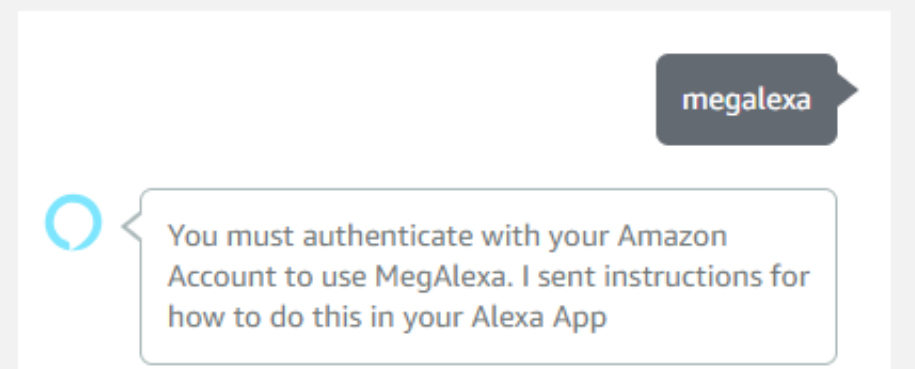 megalexa
You must authenticate with your Amazon
Account to use MegAlexa. I sent instructions for
how to do this in your Alexa App